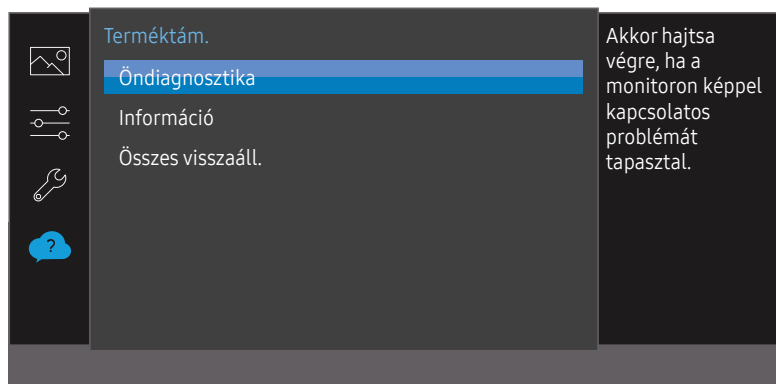 Terméktám.
Öndiagnosztika
Információ
Összes visszaáll.
Akkor hajtsa
végre, ha a
monitoron képpel
kapcsolatos
problémát
tapasztal.
?